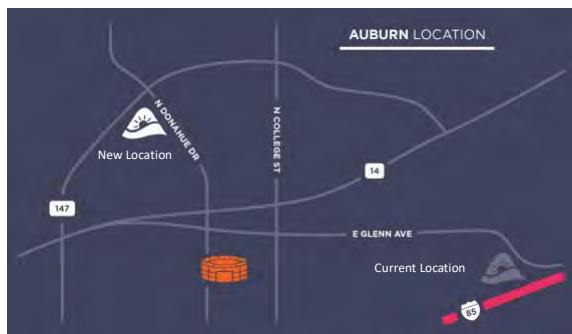 AUBURN LOCATION
N DONAHUE DR
N COLLEGE ST
New Location
14
147
E GLENN AVE
Current Location
85